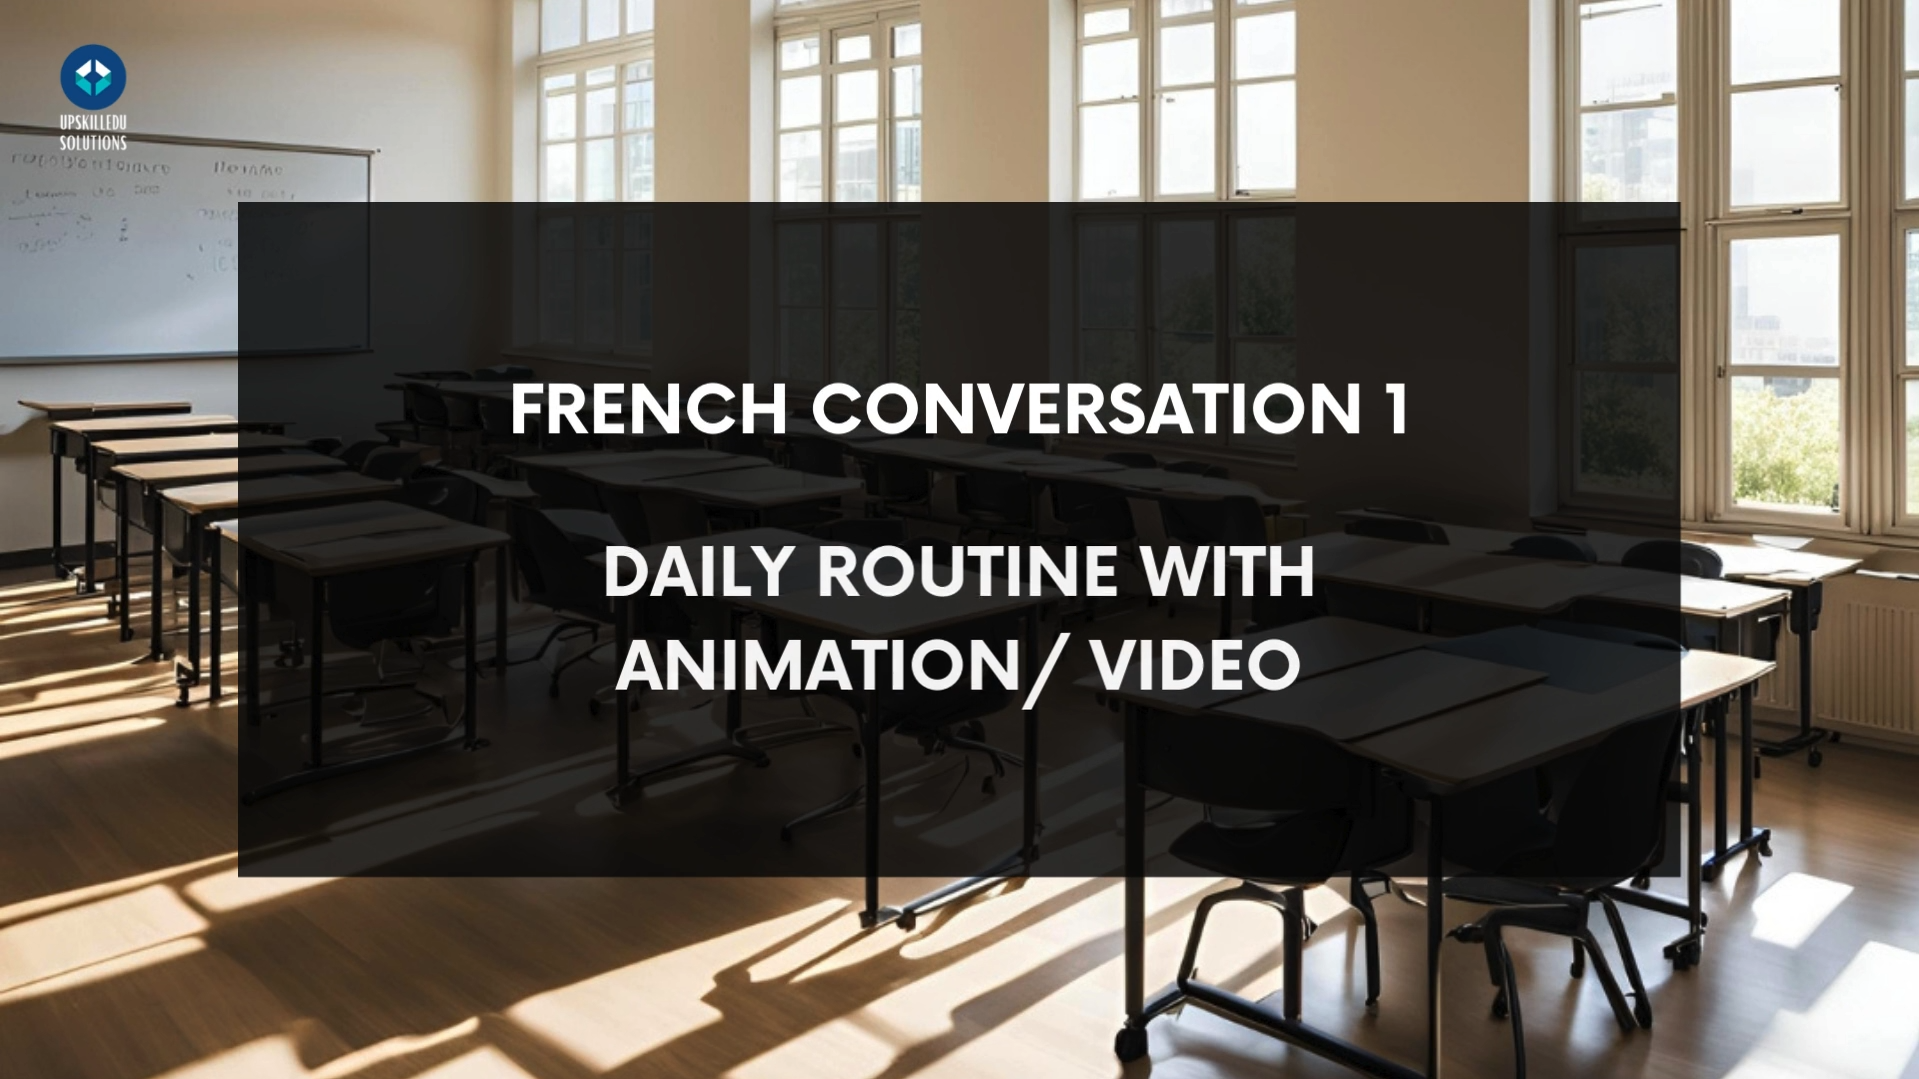 UPSKILLEDU
SOLUTIONS
FRENCH CONVERSATION 1
DAILY ROUTINE WITH
ANIMATION/ VIDEO